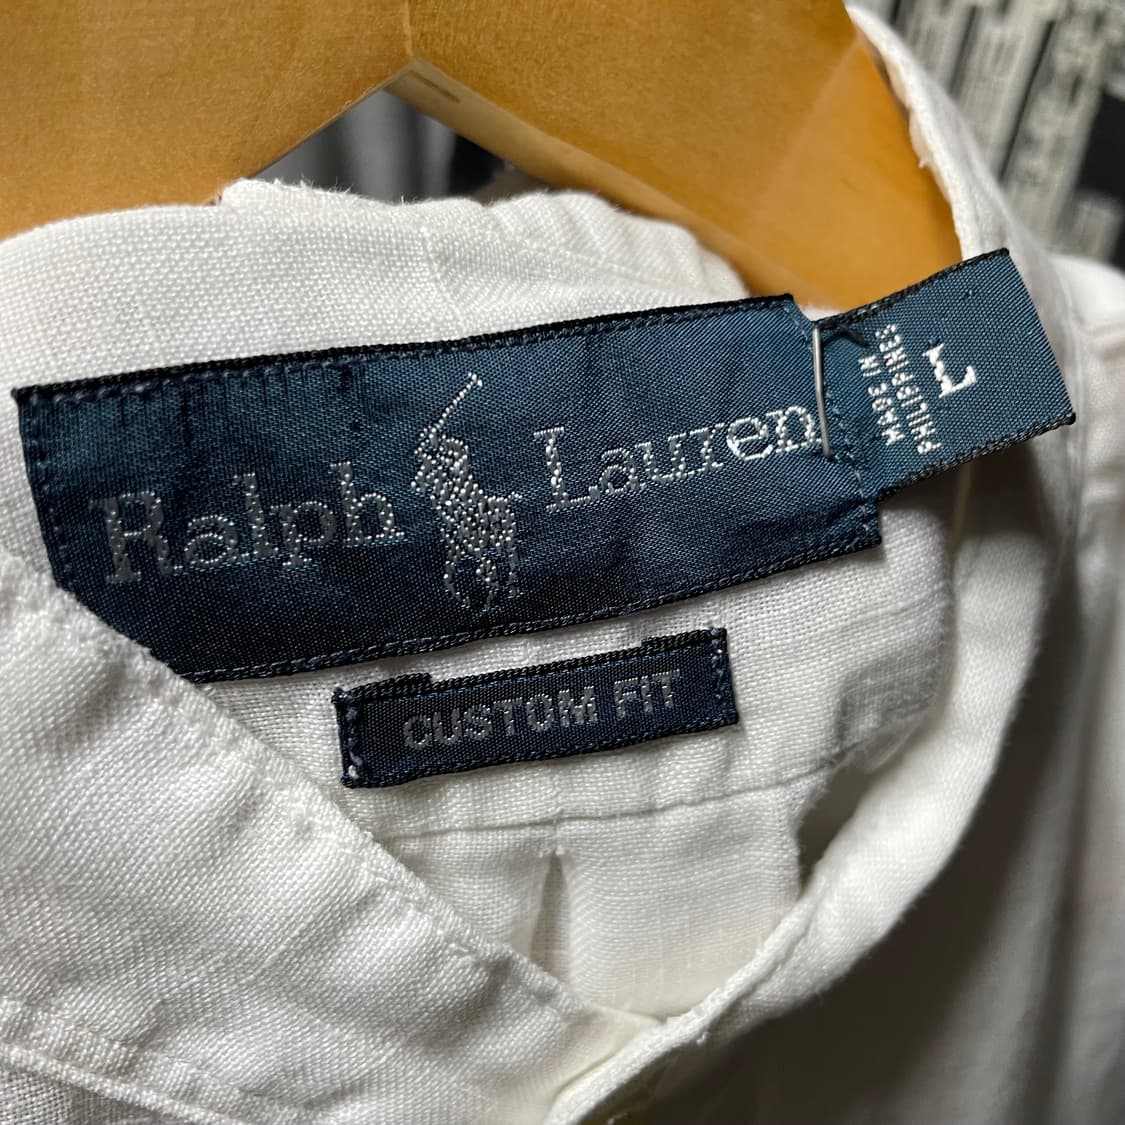 Ralph Lauren
MADE IN
PHILIPPINES
L
CUSTOM FIT